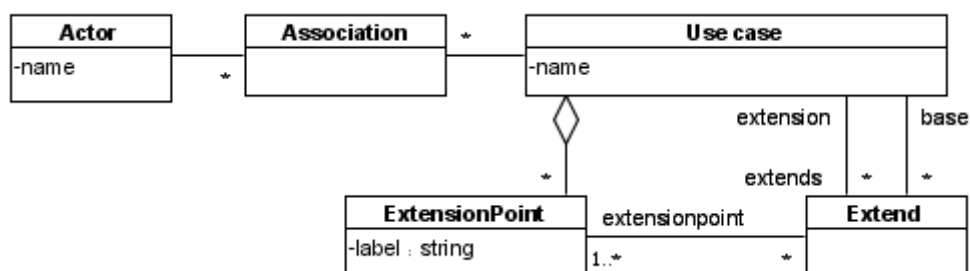 Actor
Association
Use case
-name
*
*
-name
extension
base
*
extends
*
*
ExtensionPoint
extensionpoint
Extend
-label : string
1..*
*